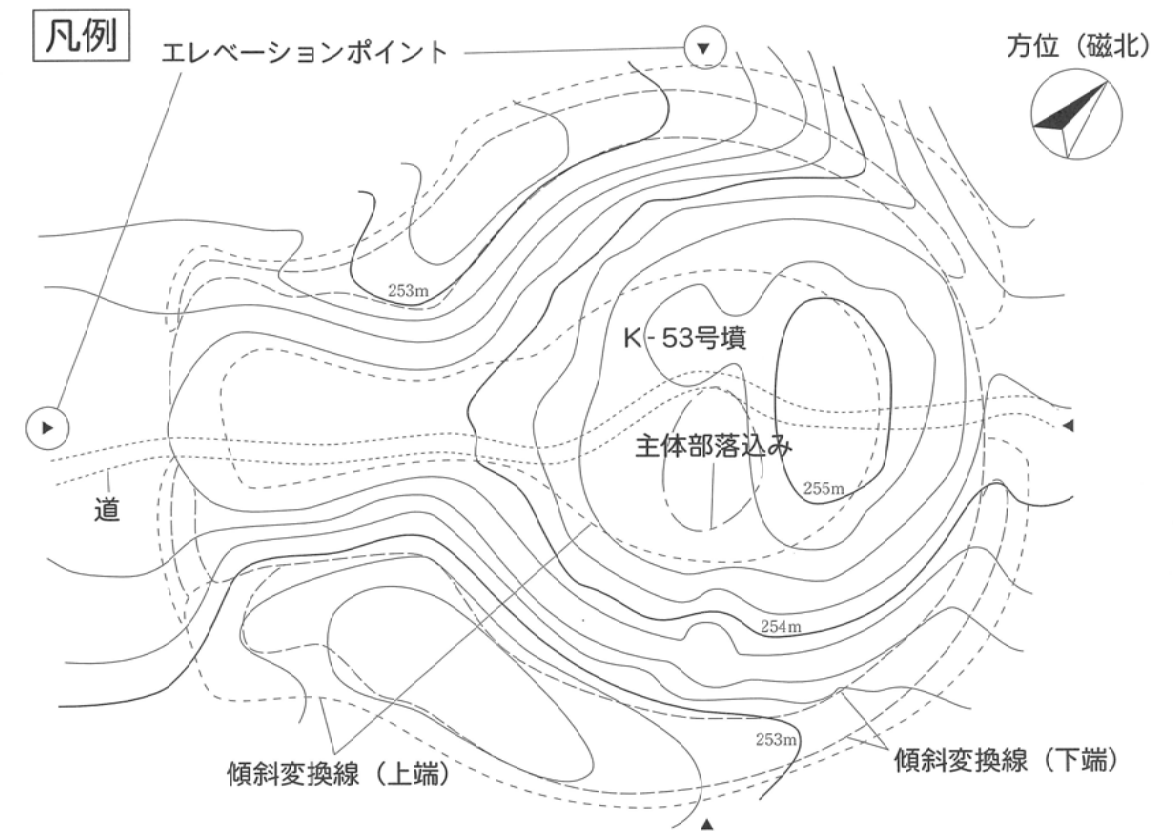 凡例
エレベーションポイント
方位（磁北）
253m
K-53号墳
主体部落込み
255m
道
254m
253m
傾斜変換線（上端）
傾斜変換線（下端）